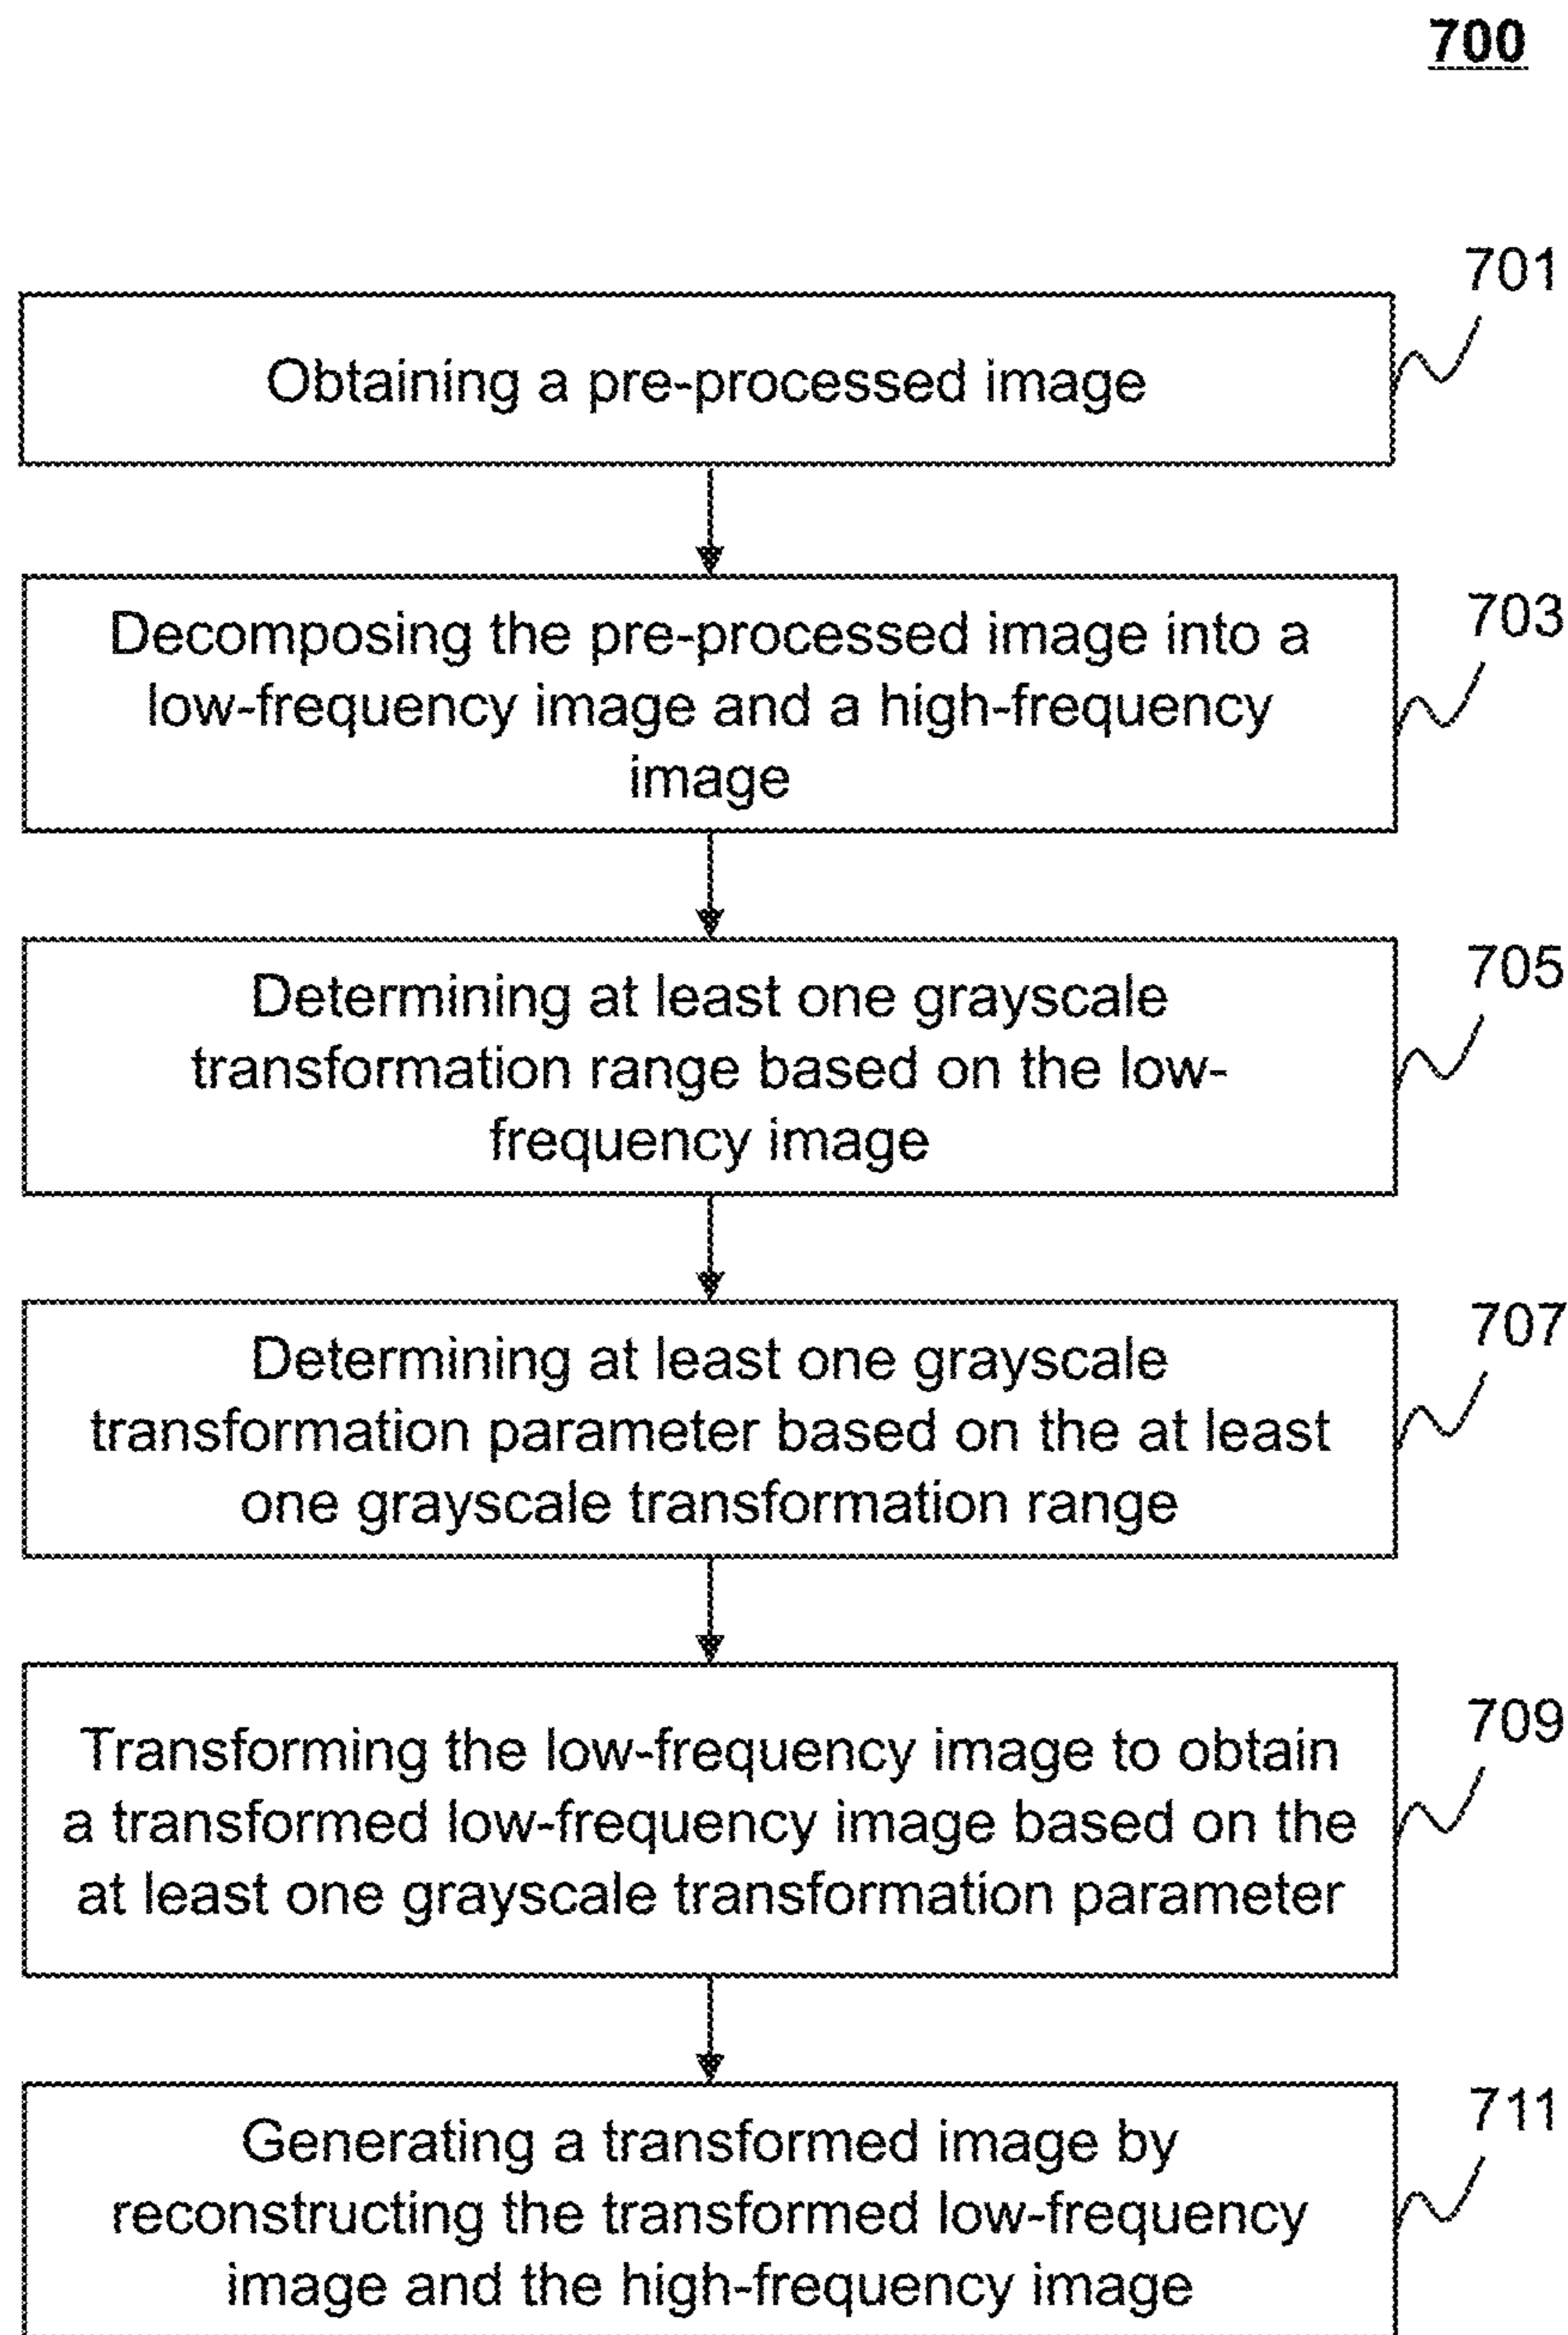 700
701
Obtaining a pre-processed image
703
Decomposing the pre-processed image into a
low-frequency image and a high-frequency
image
705
Determining at least one grayscale
transformation range based on the low-
frequency image
707
Determining at least one grayscale
transformation parameter based on the at least
one grayscale transformation range
709
Transforming the low-frequency image to obtain
a transformed low-frequency image based on the
at least one grayscale transformation parameter
711
Generating a transformed image by
reconstructing the transformed low-frequency
image and the high-frequency image